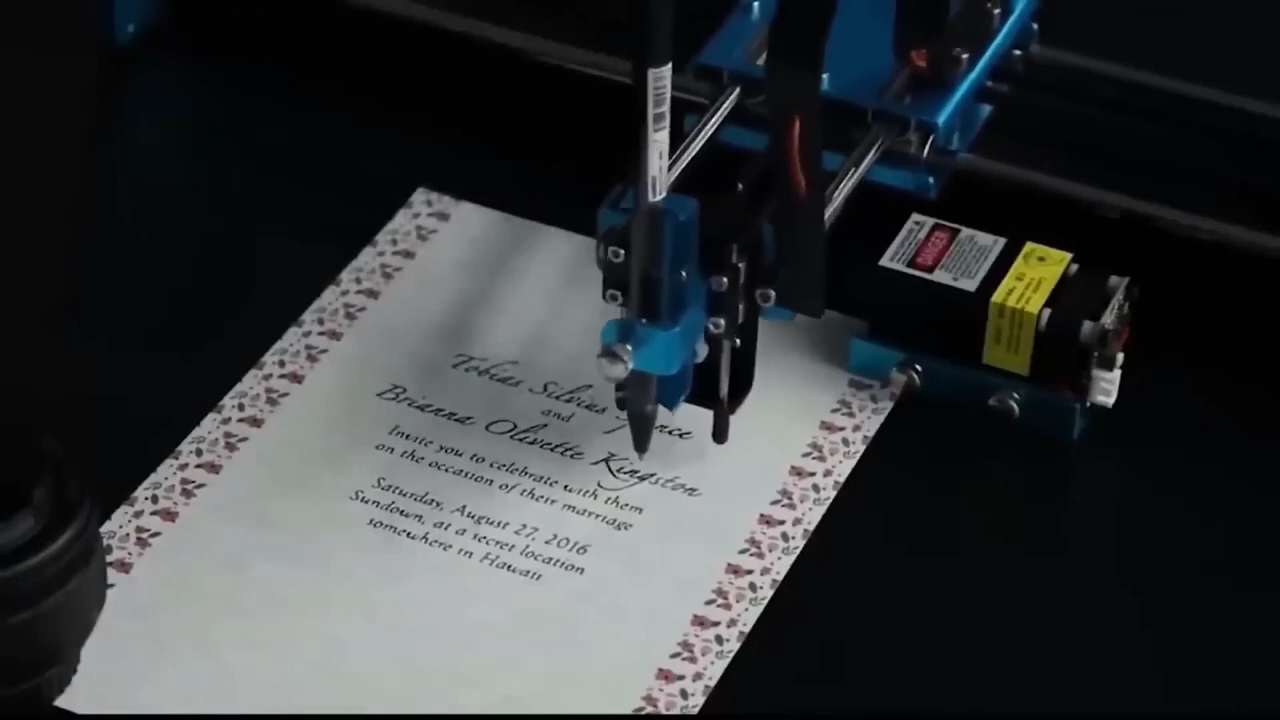 Tobias Silvius
and
Brianna Olivette Kingston
Invite you to celebrate with them
on the occasion of their marriage
Saturday, August 27, 2016
Sundown, at a secret location
somewhere in Hawaii
DANGER